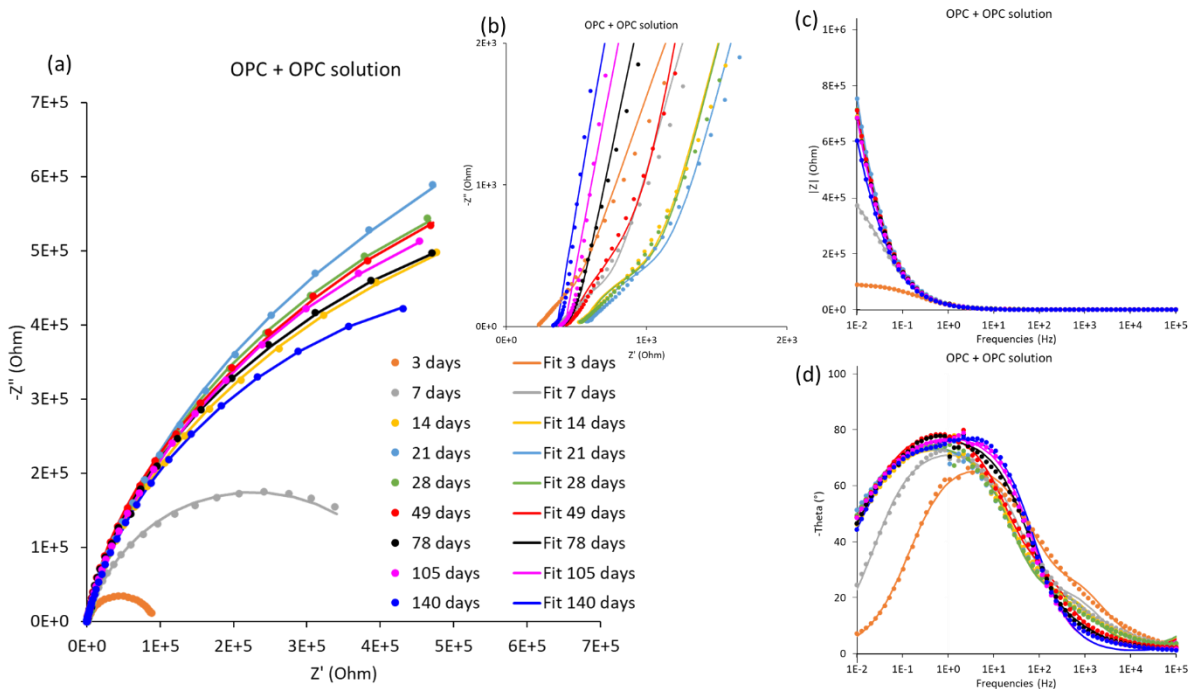 (a)
OPC + OPC solution
7E+5
6E+5
5E+5
4E+5
3E+5
2E+5
1E+5
0E+0
-Z'' (Ohm)
0E+0 1E+5 2E+5 3E+5 4E+5 5E+5 6E+5 7E+5
Z' (Ohm)
3 days Fit 3 days
7 days Fit 7 days
14 days Fit 14 days
21 days Fit 21 days
28 days Fit 28 days
49 days Fit 49 days
78 days Fit 78 days
105 days Fit 105 days
140 days Fit 140 days
(b)
OPC + OPC solution
2E+3
1E+3
0E+0
-Z'' (Ohm)
0E+0 1E+3 2E+3
Z' (Ohm)
(c)
OPC + OPC solution
1E+6
8E+5
6E+5
4E+5
2E+5
0E+0
|Z| (Ohm)
1E-2 1E-1 1E+0 1E+1 1E+2 1E+3 1E+4 1E+5
Frequencies (Hz)
OPC + OPC solution
(d)
100
80
60
40
20
0
-Theta (°)
1E-2 1E-1 1E+0 1E+1 1E+2 1E+3 1E+4 1E+5
Frequencies (Hz)